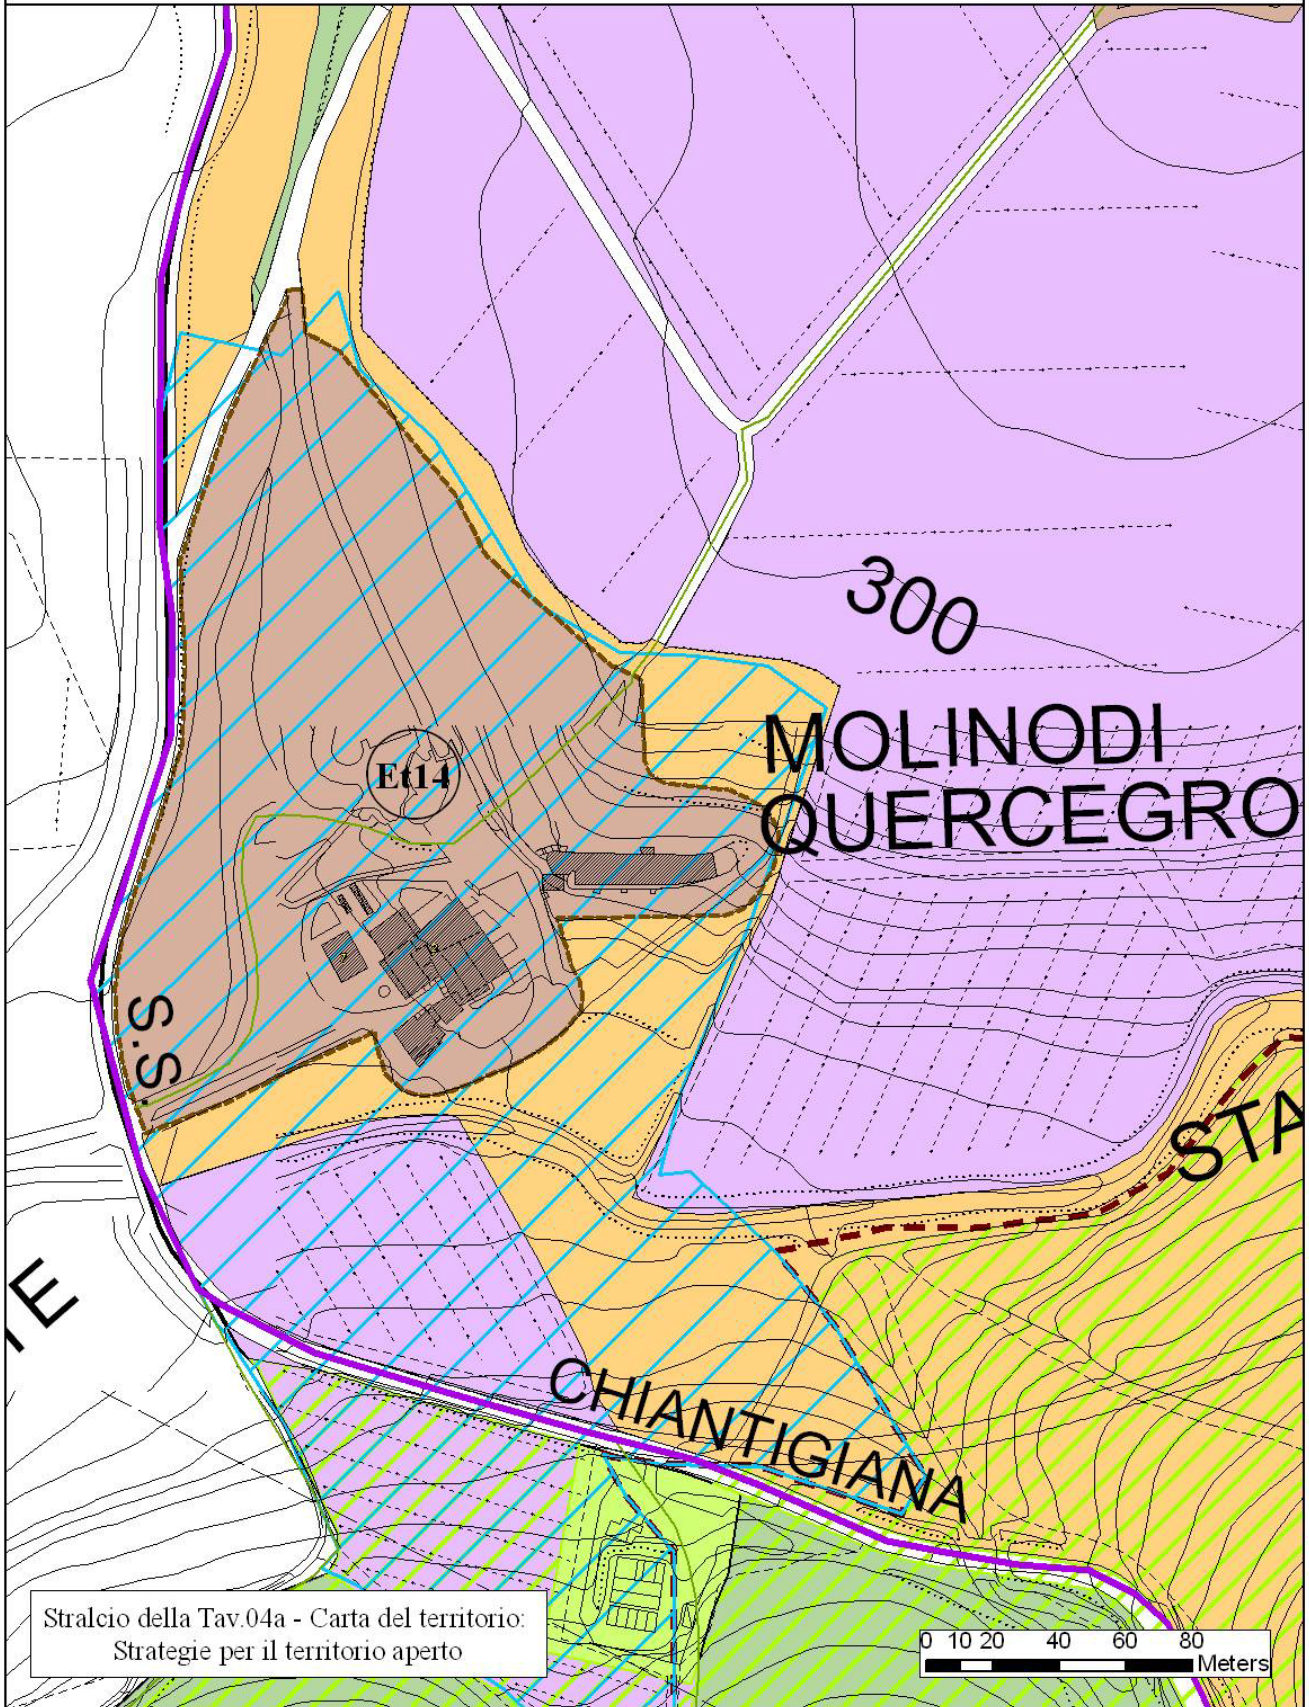 300
MOLINODI
QUERCEGRO
Et14
S.S.
STA
IE
CHIANTIGIANA
Stralcio della Tav.04a - Carta del territorio:
Strategie per il territorio aperto
0 10 20 40 60 80
Meters